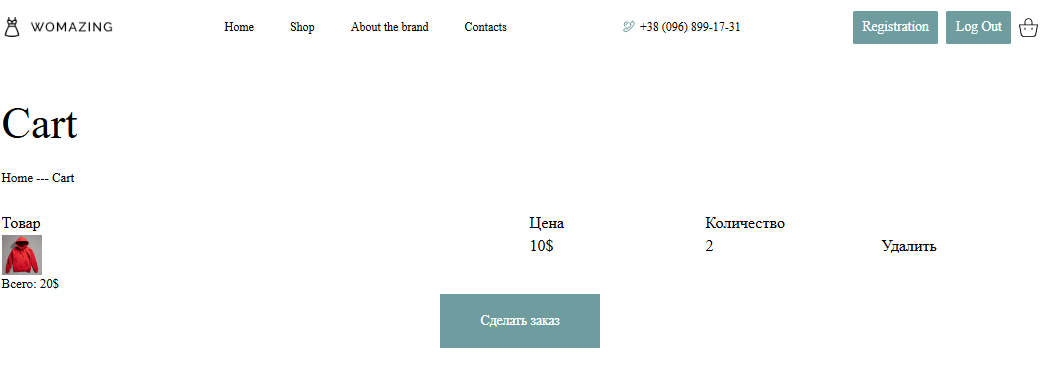 WOMAZING Home Shop About the brand Contacts +38 (096) 899-17-31 Registration Log Out
Cart
Home --- Cart
Товар Цена Количество
10$ 2 Удалить
Всего: 20$
Сделать заказ